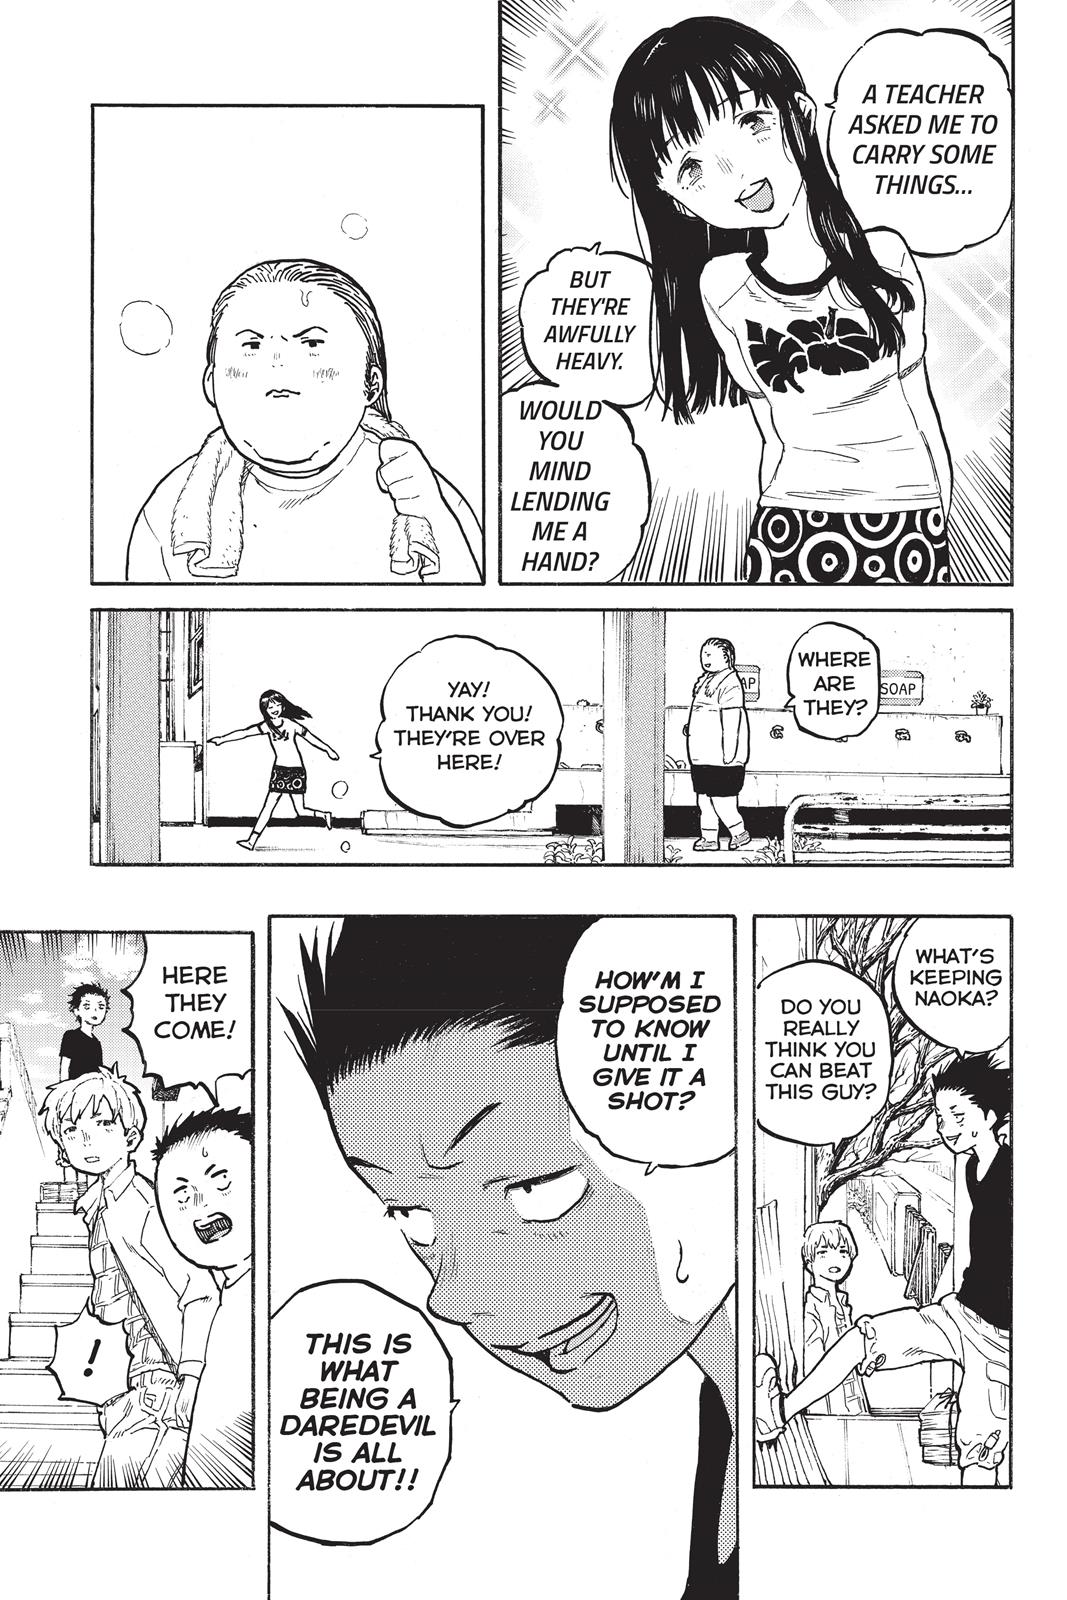 A TEACHER
ASKED ME TO
CARRY SOME
THINGS...
BUT
THEY'RE
AWFULLY
HEAVY.
WOULD
YOU
MIND
LENDING
ME A
HAND?
WHERE
ARE
THEY?
AP
SOAP
YAY!
THANK YOU!
THEY'RE OVER
HERE!
WHAT'S
KEEPING
NAOKA?
DO YOU
REALLY
THINK YOU
CAN BEAT
THIS GUY?
HOW'M I
SUPPOSED
TO KNOW
UNTIL I
GIVE IT A
SHOT?
THIS IS
WHAT
BEING A
DAREDEVIL
IS ALL
ABOUT!!
HERE
THEY
COME!
!